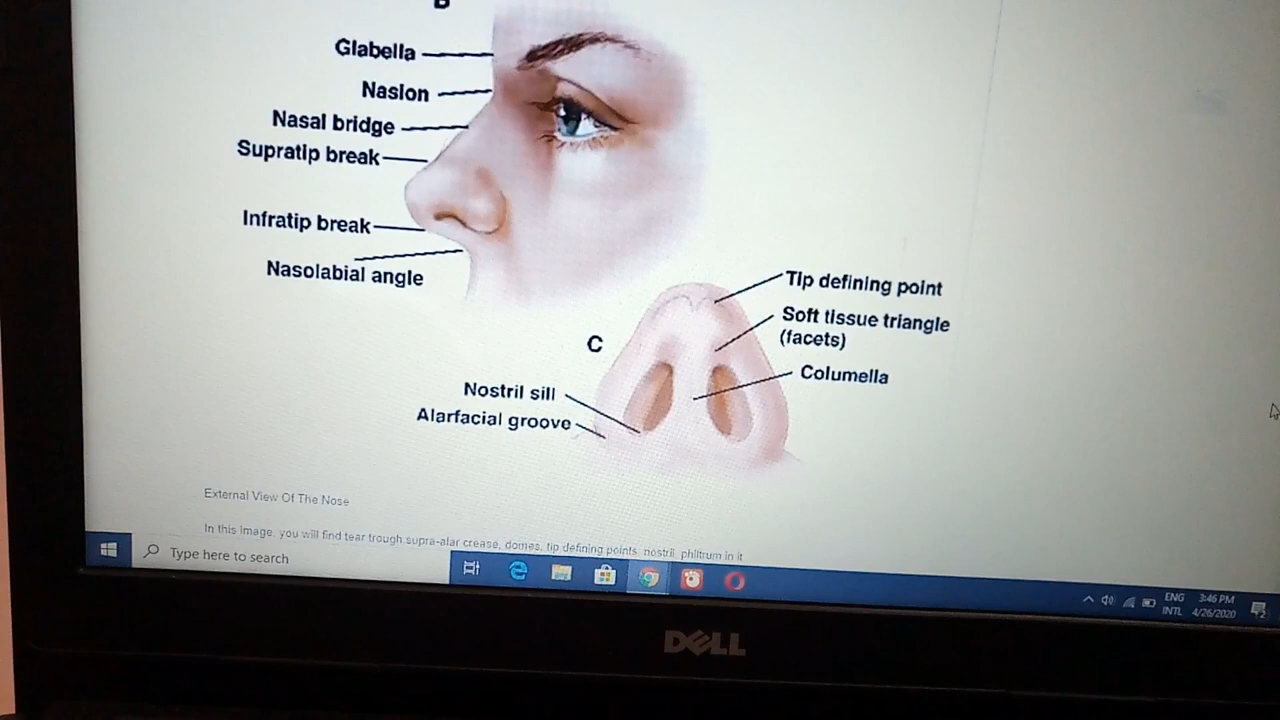 B
Glabella
Nasion
Nasal bridge
Supratip break
Infratip break
Nasolabial angle
Tip defining point
Soft tissue triangle
(facets)
C
Columella
Nostril sill
Alarfacial groove
External View Of The Nose
In this image, you will find tear trough,supra-alar crease, domes, tip defining points, nostril, philtrum in it
Type here to search
ENG 3:46 PM
INTL 4/26/2020
DELL